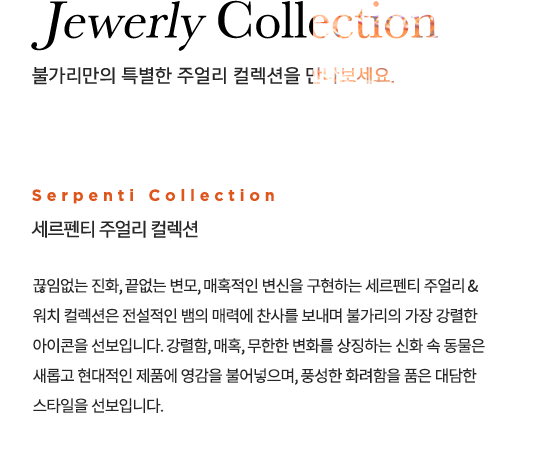 Jewerly Collection
불가리만의 특별한 주얼리 컬렉션을 만나보세요.
Serpenti Collection
세르펜티 주얼리 컬렉션
끊임없는 진화, 끝없는 변모, 매혹적인 변신을 구현하는 세르펜티 주얼리 &
워치 컬렉션은 전설적인 뱀의 매력에 찬사를 보내며 불가리의 가장 강렬한
아이콘을 선보입니다. 강렬함, 매혹, 무한한 변화를 상징하는 신화 속 동물은
새롭고 현대적인 제품에 영감을 불어넣으며, 풍성한 화려함을 품은 대담한
스타일을 선보입니다.